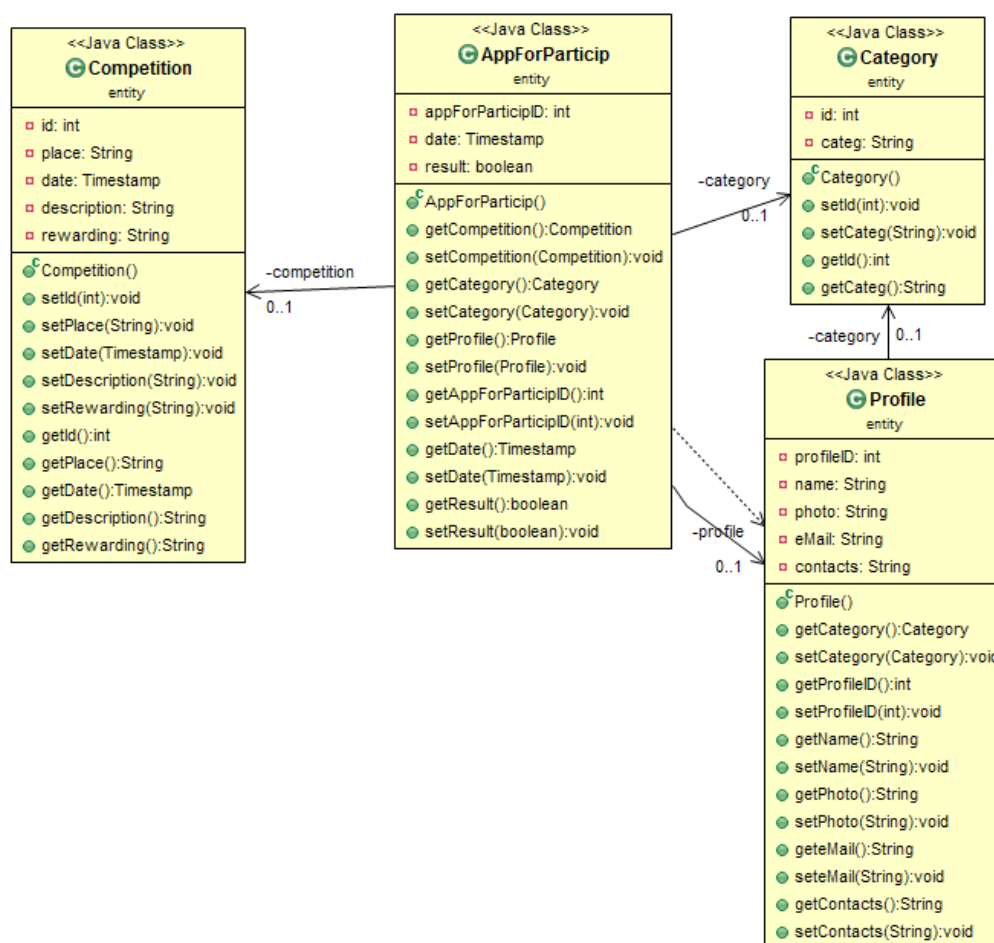 <<Java Class>>
Competition
entity
id: int
place: String
date: Timestamp
description: String
rewarding: String
Competition()
setId(int):void
setPlace(String):void
setDate(Timestamp):void
setDescription(String):void
setRewarding(String):void
getId():int
getPlace():String
getDate():Timestamp
getDescription():String
getRewarding():String
-competition
0..1
<<Java Class>>
AppForParticip
entity
appForParticipID: int
date: Timestamp
result: boolean
AppForParticip()
getCompetition():Competition
setCompetition(Competition):void
getCategory():Category
setCategory(Category):void
getProfile():Profile
setProfile(Profile):void
getAppForParticipID():int
setAppForParticipID(int):void
getDate():Timestamp
setDate(Timestamp):void
getResult():boolean
setResult(boolean):void
-category
0..1
-profile
0..1
<<Java Class>>
Category
entity
id: int
categ: String
Category()
setId(int):void
setCateg(String):void
getId():int
getCateg():String
-category
0..1
<<Java Class>>
Profile
entity
profileID: int
name: String
photo: String
eMail: String
contacts: String
Profile()
getCategory():Category
setCategory(Category):void
getProfileID():int
setProfileID(int):void
getName():String
setName(String):void
getPhoto():String
setPhoto(String):void
geteMail():String
seteMail(String):void
getContacts():String
setContacts(String):void